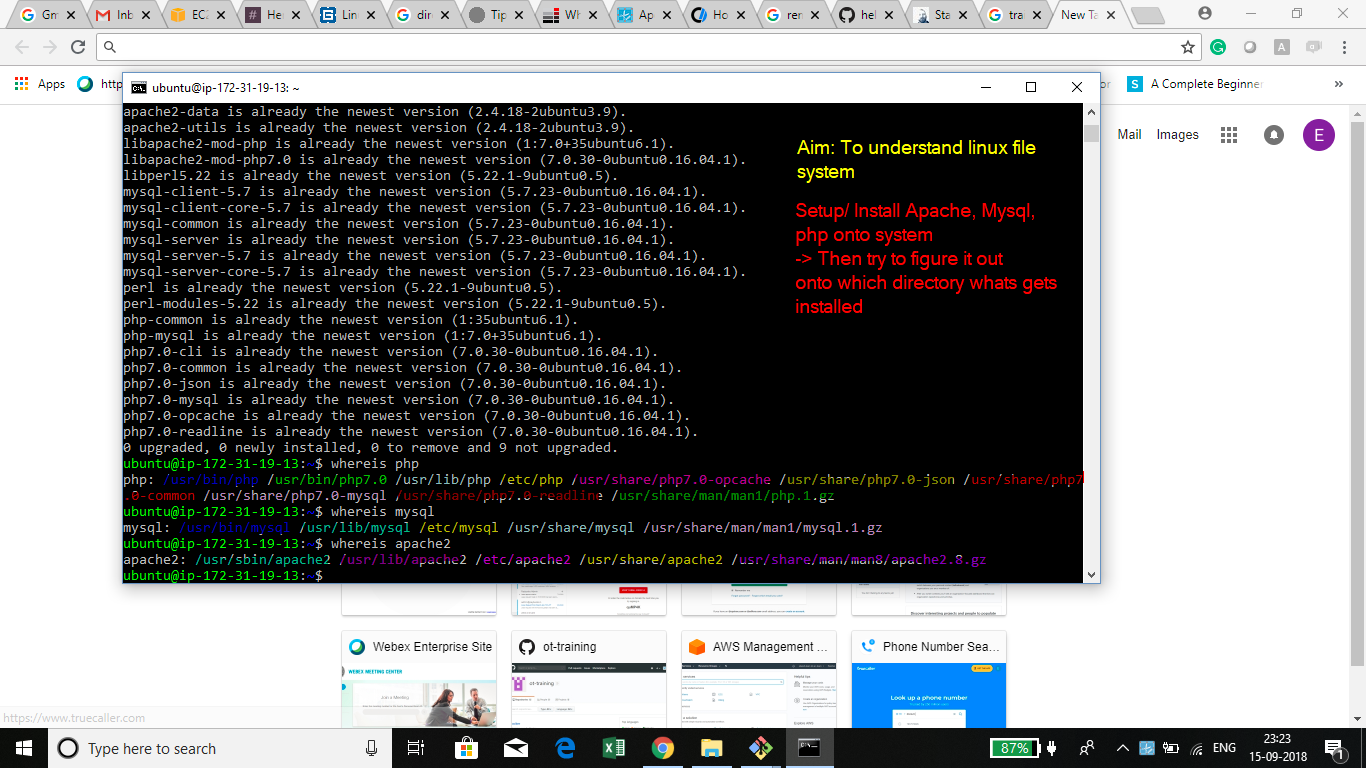 Gm
Inb
EC2
Her
Lin
dir
Tip
Wh
Ap
Ho
ren
hel
Sta
tra
New Ta
Apps
http
or
A Complete Beginner
ubuntu@ip-172-31-19-13: ~
Mail
Images
E
apache2-data is already the newest version (2.4.18-2ubuntu3.9).
apache2-utils is already the newest version (2.4.18-2ubuntu3.9).
libapache2-mod-php is already the newest version (1:7.0+35ubuntu6.1).
libapache2-mod-php7.0 is already the newest version (7.0.30-0ubuntu0.16.04.1).
libperl5.22 is already the newest version (5.22.1-9ubuntu0.5).
mysql-client-5.7 is already the newest version (5.7.23-0ubuntu0.16.04.1).
mysql-client-core-5.7 is already the newest version (5.7.23-0ubuntu0.16.04.1).
mysql-common is already the newest version (5.7.23-0ubuntu0.16.04.1).
mysql-server is already the newest version (5.7.23-0ubuntu0.16.04.1).
mysql-server-5.7 is already the newest version (5.7.23-0ubuntu0.16.04.1).
mysql-server-core-5.7 is already the newest version (5.7.23-0ubuntu0.16.04.1).
perl is already the newest version (5.22.1-9ubuntu0.5).
perl-modules-5.22 is already the newest version (5.22.1-9ubuntu0.5).
php-common is already the newest version (1:35ubuntu6.1).
php-mysql is already the newest version (1:7.0+35ubuntu6.1).
php7.0-cli is already the newest version (7.0.30-0ubuntu0.16.04.1).
php7.0-common is already the newest version (7.0.30-0ubuntu0.16.04.1).
php7.0-json is already the newest version (7.0.30-0ubuntu0.16.04.1).
php7.0-mysql is already the newest version (7.0.30-0ubuntu0.16.04.1).
php7.0-opcache is already the newest version (7.0.30-0ubuntu0.16.04.1).
php7.0-readline is already the newest version (7.0.30-0ubuntu0.16.04.1).
0 upgraded, 0 newly installed, 0 to remove and 9 not upgraded.
ubuntu@ip-172-31-19-13:~$ whereis php
php: /usr/bin/php /usr/bin/php7.0 /usr/lib/php /etc/php /usr/share/php7.0-opcache /usr/share/php7.0-json /usr/share/php7
.0-common /usr/share/php7.0-mysql /usr/share/php7.0-readline /usr/share/man/man1/php.1.gz
ubuntu@ip-172-31-19-13:~$ whereis mysql
mysql: /usr/bin/mysql /usr/lib/mysql /etc/mysql /usr/share/mysql /usr/share/man/man1/mysql.1.gz
ubuntu@ip-172-31-19-13:~$ whereis apache2
apache2: /usr/sbin/apache2 /usr/lib/apache2 /etc/apache2 /usr/share/apache2 /usr/share/man/man8/apache2.8.gz
ubuntu@ip-172-31-19-13:~$
Aim: To understand linux file
system
Setup/ Install Apache, Mysql,
php onto system
-> Then try to figure it out
onto which directory whats gets
installed
Webex Enterprise Site
ot-training
AWS Management ...
Phone Number Sea...
WEBEX MEETING CENTER
Join a Meeting
Look up a phone number
https://www.truecaller.com
Type here to search
87%
ENG
23:23
15-09-2018
1